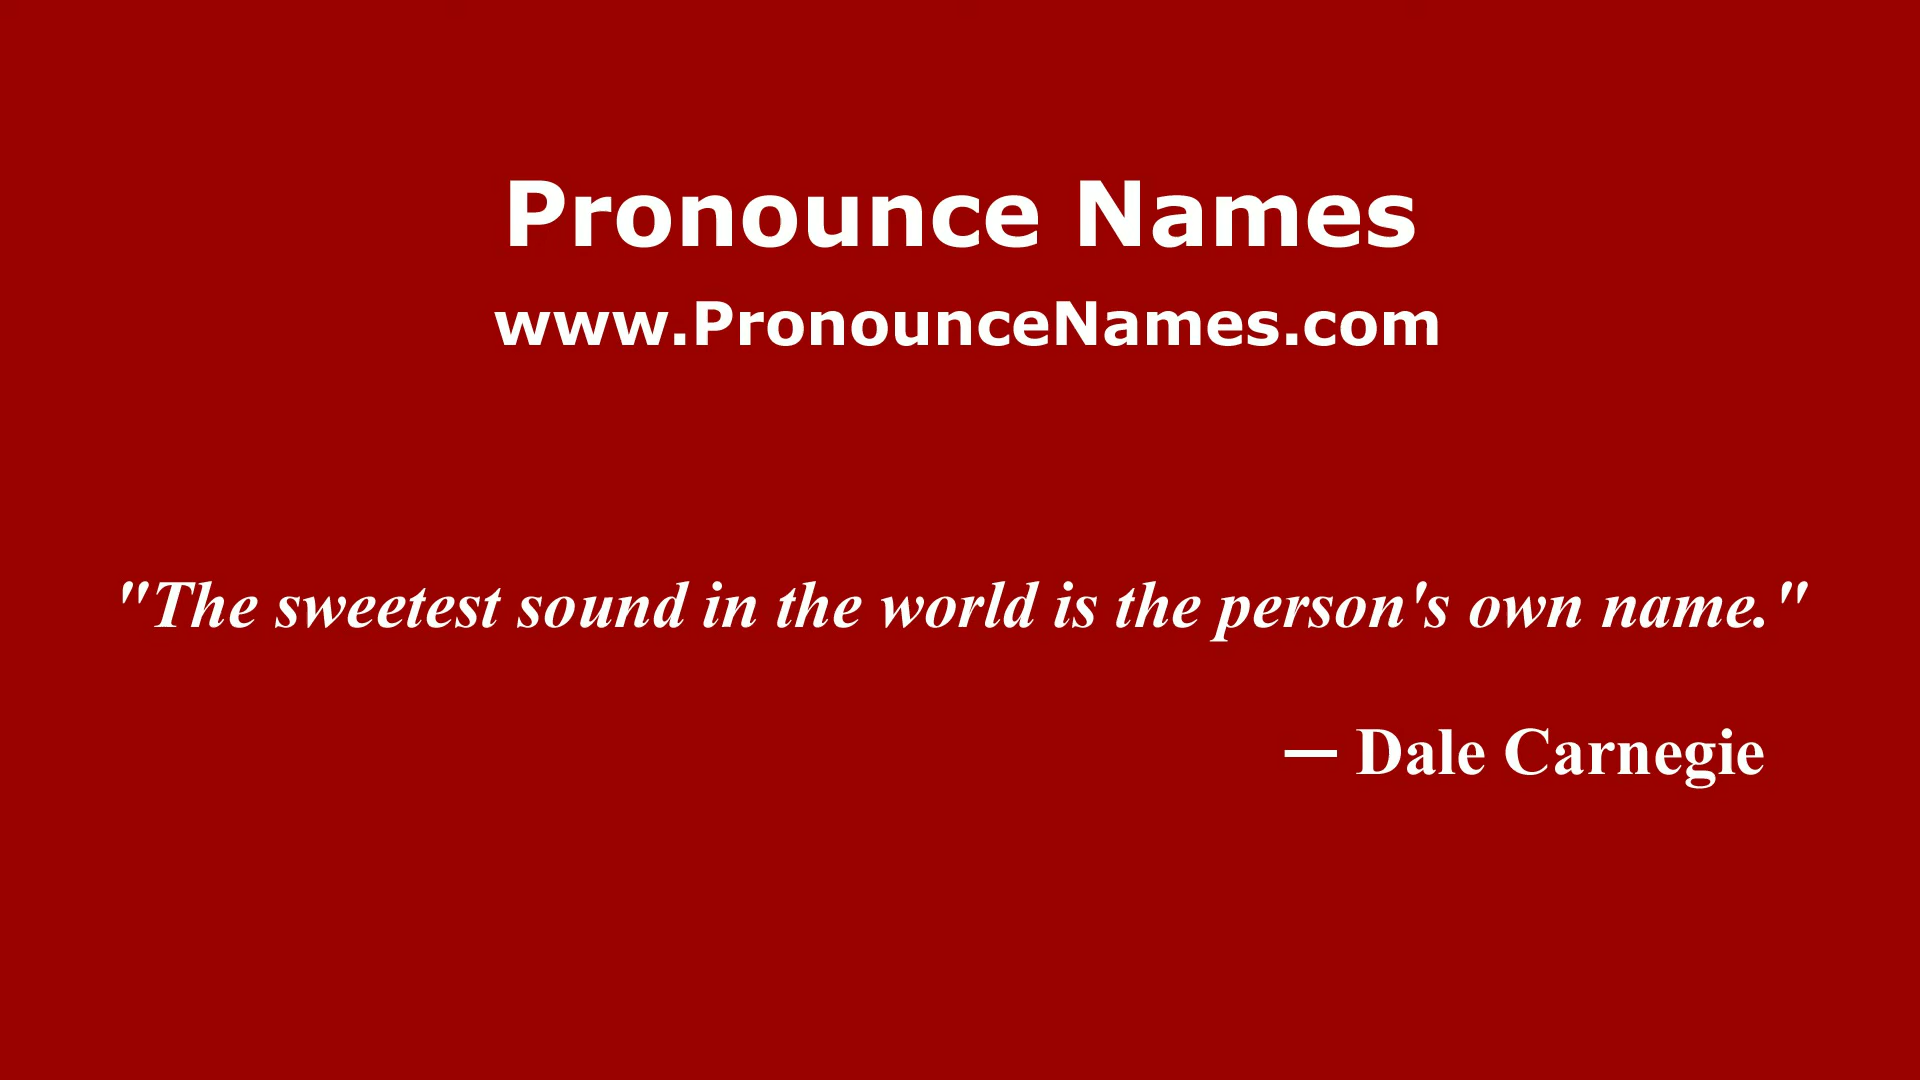 Pronounce Names
www.PronounceNames.com
"The sweetest sound in the world is the person's own name."
— Dale Carnegie